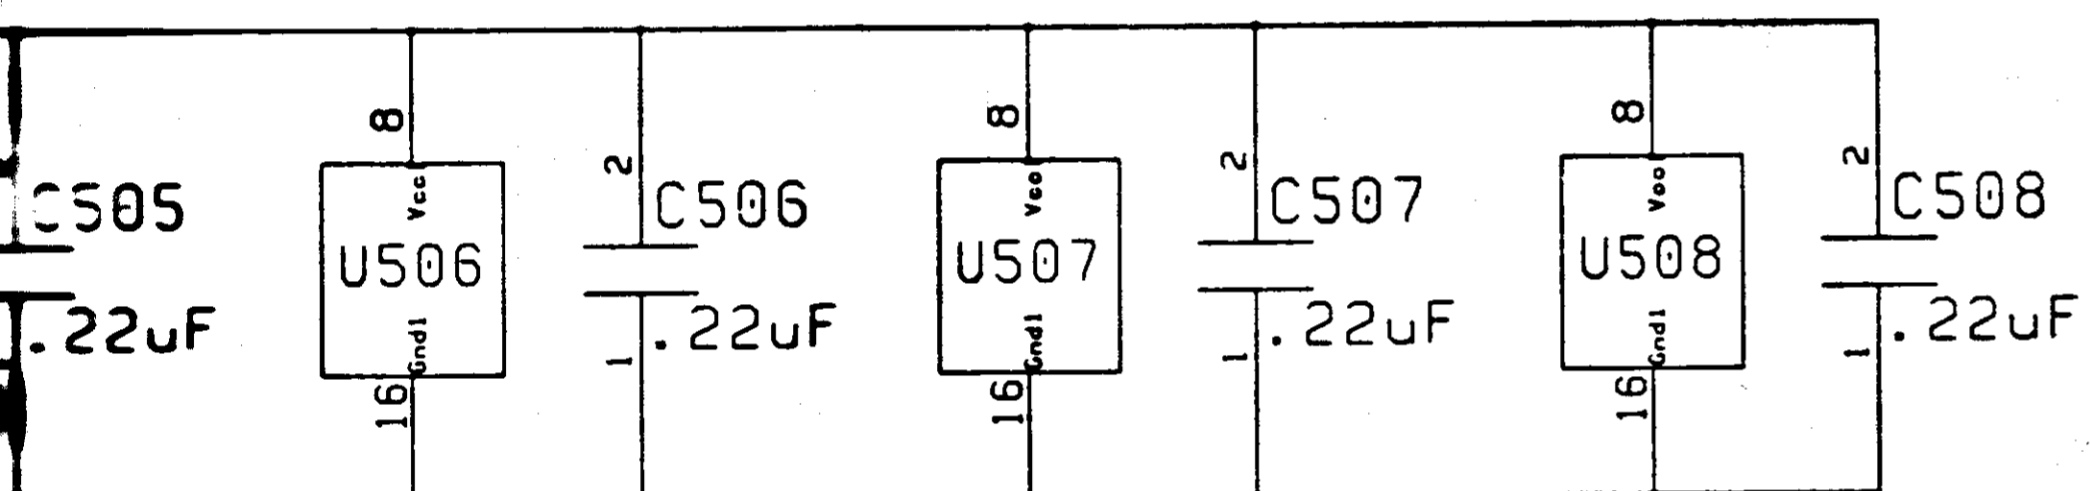 8
8
8
2
2
2
Vcc
Vcc
Vcc
C505
C506
C507
C508
U506
U507
U508
.22uF
.22uF
.22uF
.22uF
Gnd1
Gnd1
Gnd1
1
1
1
16
16
16